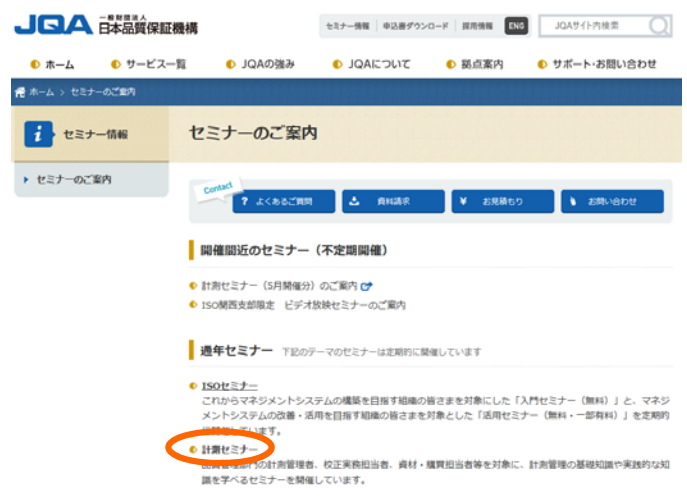 JQA 一般財団法人 日本品質保証機構
セミナー情報 申込書ダウンロード 採用情報 ENG JQAサイト内検索
ホーム サービス一覧 JQAの強み JQAについて 拠点案内 サポート・お問い合わせ
ホーム > セミナーのご案内
i セミナー情報
セミナーのご案内
セミナーのご案内
Contact
? よくあるご質問 資料請求 ¥ お見積もり お問い合わせ
開催間近のセミナー（不定期開催）
計測セミナー（5月開催分）のご案内
ISO関西支部限定 ビデオ放映セミナーのご案内
通年セミナー 下記のテーマのセミナーは定期的に開催しています
ISOセミナー
これからマネジメントシステムの構築を目指す組織の皆さまを対象にした「入門セミナー（無料）」と、マネジ
メントシステムの改善・活用を目指す組織の皆さまを対象とした「活用セミナー（無料・一部有料）」を定期的
に開催しています。
計測セミナー
品質管理部門の計測管理者、校正実務担当者、資材・購買担当者等を対象に、計測管理の基礎知識や実践的な知
識を学べるセミナーを開催しています。